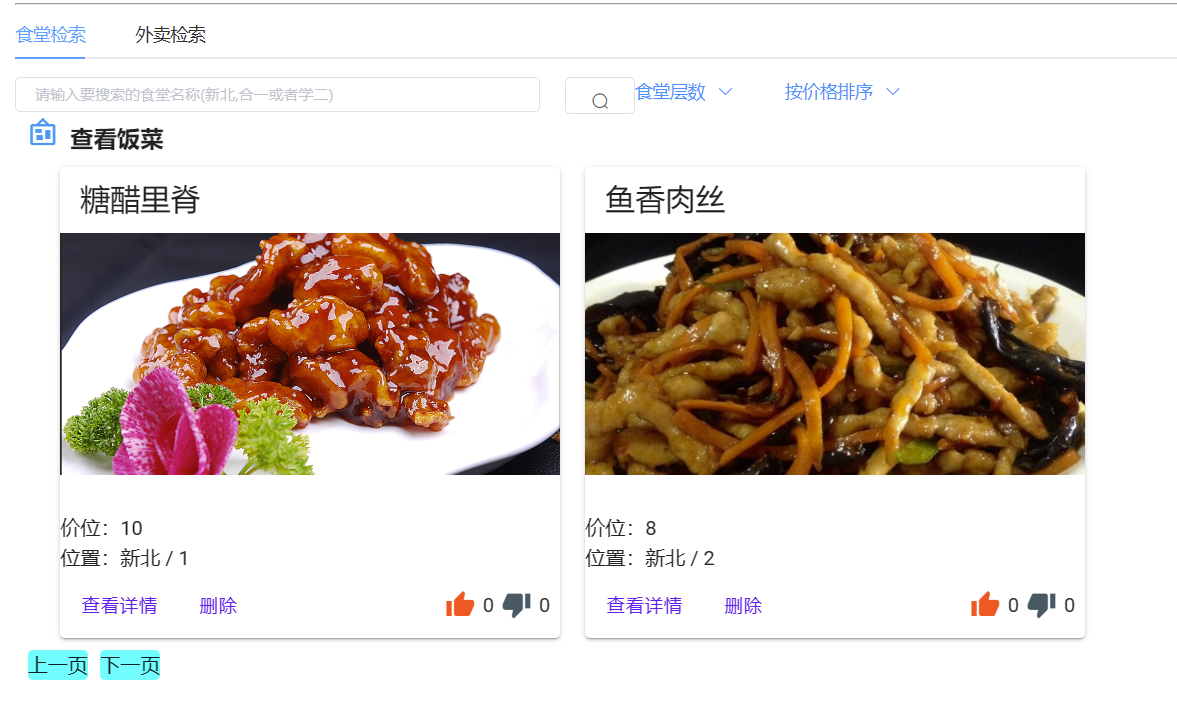 食堂检索 外卖检索
请输入要搜索的食堂名称(新北,合一或者学二) 食堂层数 按价格排序
查看饭菜
糖醋里脊
价位：10
位置：新北 / 1
查看详情 删除 0 0
鱼香肉丝
价位：8
位置：新北 / 2
查看详情 删除 0 0
上一页 下一页